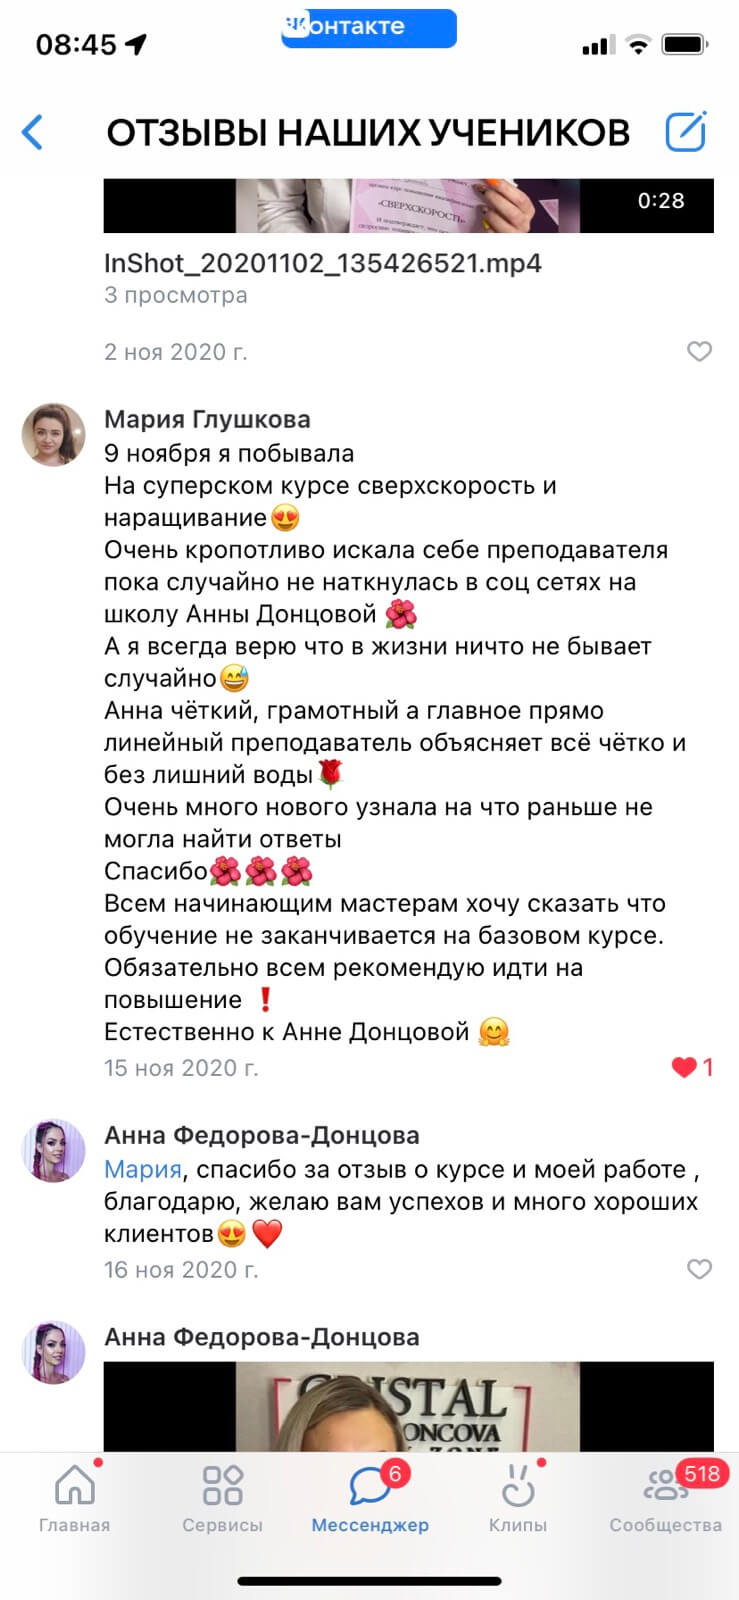 08:45
вконтакте
ОТЗЫВЫ НАШИХ УЧЕНИКОВ
«СВЕРХСКОРОСТЬ»
0:28
InShot_20201102_135426521.mp4
3 просмотра
2 ноя 2020 г.
Мария Глушкова
9 ноября я побывала
На суперском курсе сверхскорость и
наращивание😍
Очень кропотливо искала себе преподавателя
пока случайно не наткнулась в соц сетях на
школу Анны Донцовой 🌺
А я всегда верю что в жизни ничто не бывает
случайно😅
Анна чёткий, грамотный а главное прямо
линейный преподаватель объясняет всё чётко и
без лишний воды🌹
Очень много нового узнала на что раньше не
могла найти ответы
Спасибо🌺🌺🌺
Всем начинающим мастерам хочу сказать что
обучение не заканчивается на базовом курсе.
Обязательно всем рекомендую идти на
повышение ❗
Естественно к Анне Донцовой 🤗
15 ноя 2020 г.
1
Анна Федорова-Донцова
Мария, спасибо за отзыв о курсе и моей работе ,
благодарю, желаю вам успехов и много хороших
клиентов😍❤️
16 ноя 2020 г.
Анна Федорова-Донцова
CRISTAL
ONCOVA
ZONE
6
518
Главная
Сервисы
Мессенджер
Клипы
Сообщества